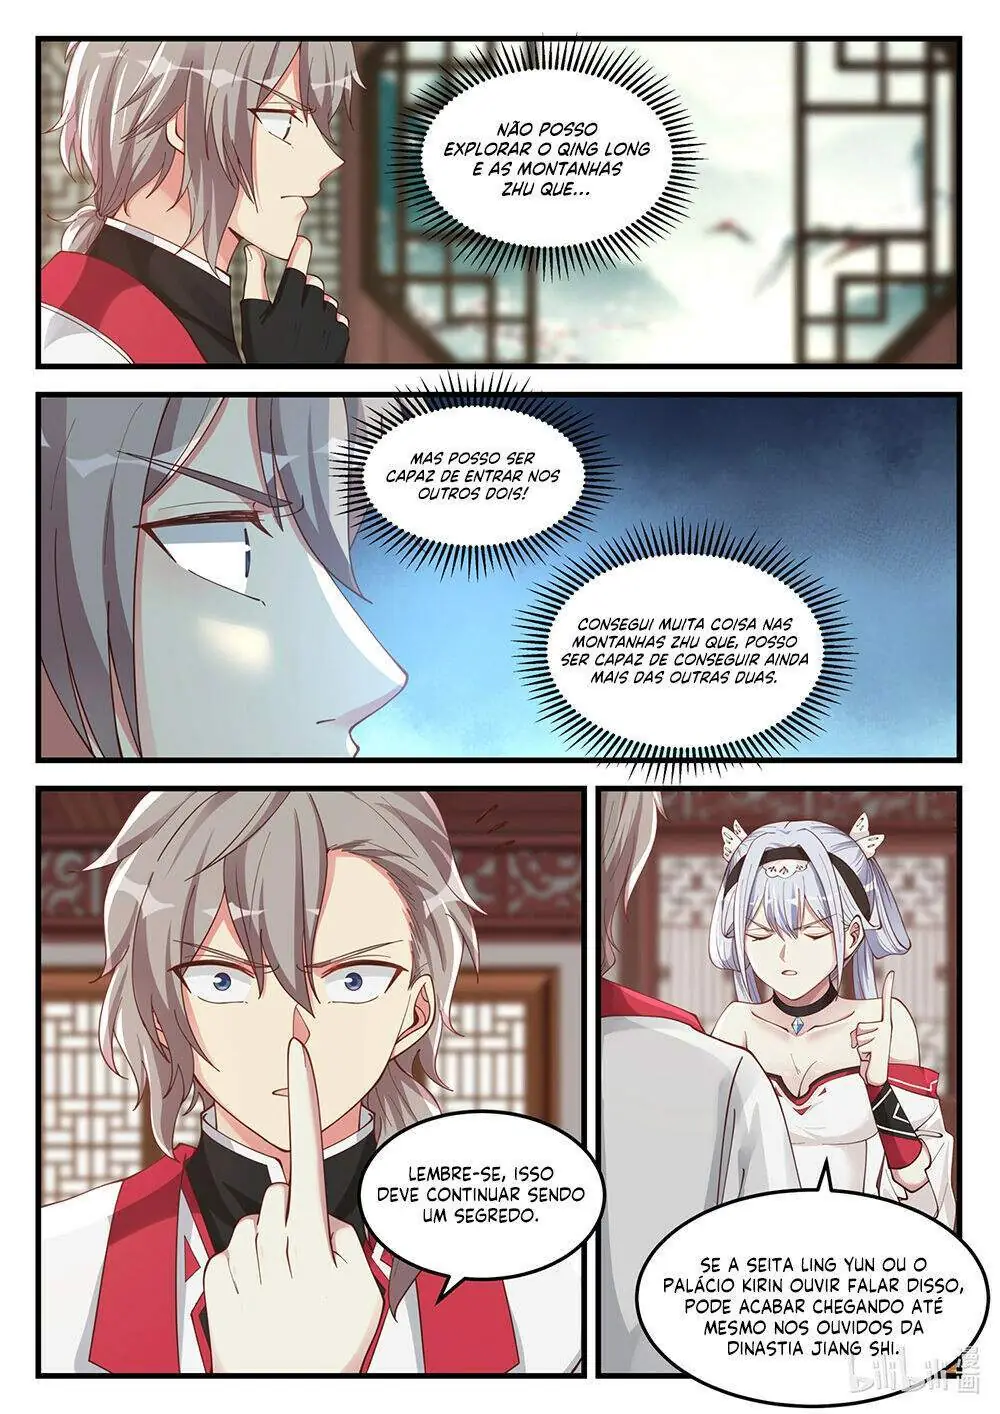 NÃO POSSO
EXPLORAR O QING LONG
E AS MONTANHAS
ZHU QUE...
MAS POSSO SER
CAPAZ DE ENTRAR NOS
OUTROS DOIS!
CONSEGUI MUITA COISA NAS
MONTANHAS ZHU QUE, POSSO
SER CAPAZ DE CONSEGUIR AINDA
MAIS DAS OUTRAS DUAS.
LEMBRE-SE, ISSO
DEVE CONTINUAR SENDO
UM SEGREDO.
SE A SEITA LING YUN OU O
PALÁCIO KIRIN OUVIR FALAR DISSO,
PODE ACABAR CHEGANDO ATÉ
MESMO NOS OUVIDOS DA
DINASTIA JIANG SHI.
bilibili 漫画